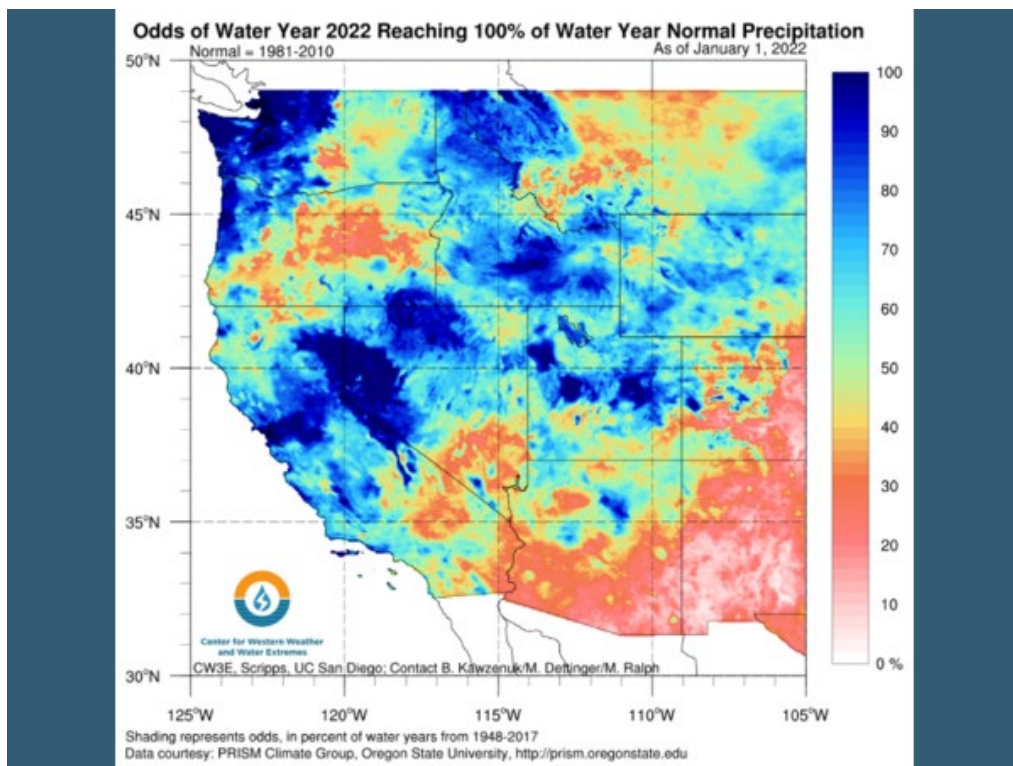 Odds of Water Year 2022 Reaching 100% of Water Year Normal Precipitation
Normal = 1981-2010
As of January 1, 2022
50°N
100
90
80
45°N
70
60
40°N
50
40
30
35°N
20
10
Center for Western Weather
and Water Extremes
0 %
CW3E, Scripps, UC San Diego; Contact B. Kawzenuk/M. Dettinger/M. Ralph
30°N
125°W
120°W
115°W
110°W
105°W
Shading represents odds, in percent of water years from 1948-2017
Data courtesy: PRISM Climate Group, Oregon State University, http://prism.oregonstate.edu